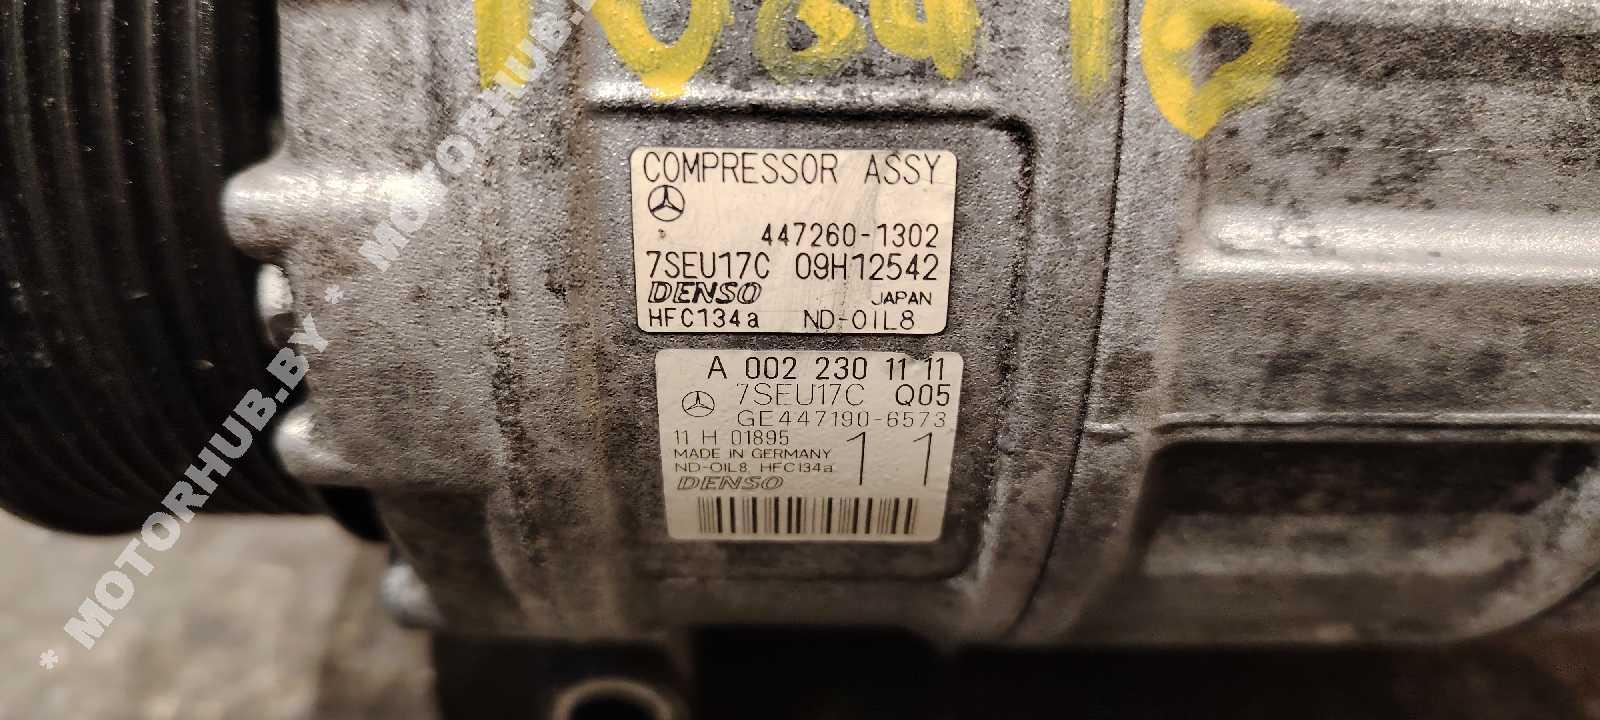 COMPRESSOR ASSY
447260-1302
7SEU17C 09H12542
DENSO JAPAN
HFC134a ND-OIL8
A 002 230 11 11
7SEU17C Q05
GE447190-6573
11 H 01895
MADE IN GERMANY
ND-OIL8, HFC134a
11
DENSO
* MOTORHUB.BY *
* MOTORHUB.BY *